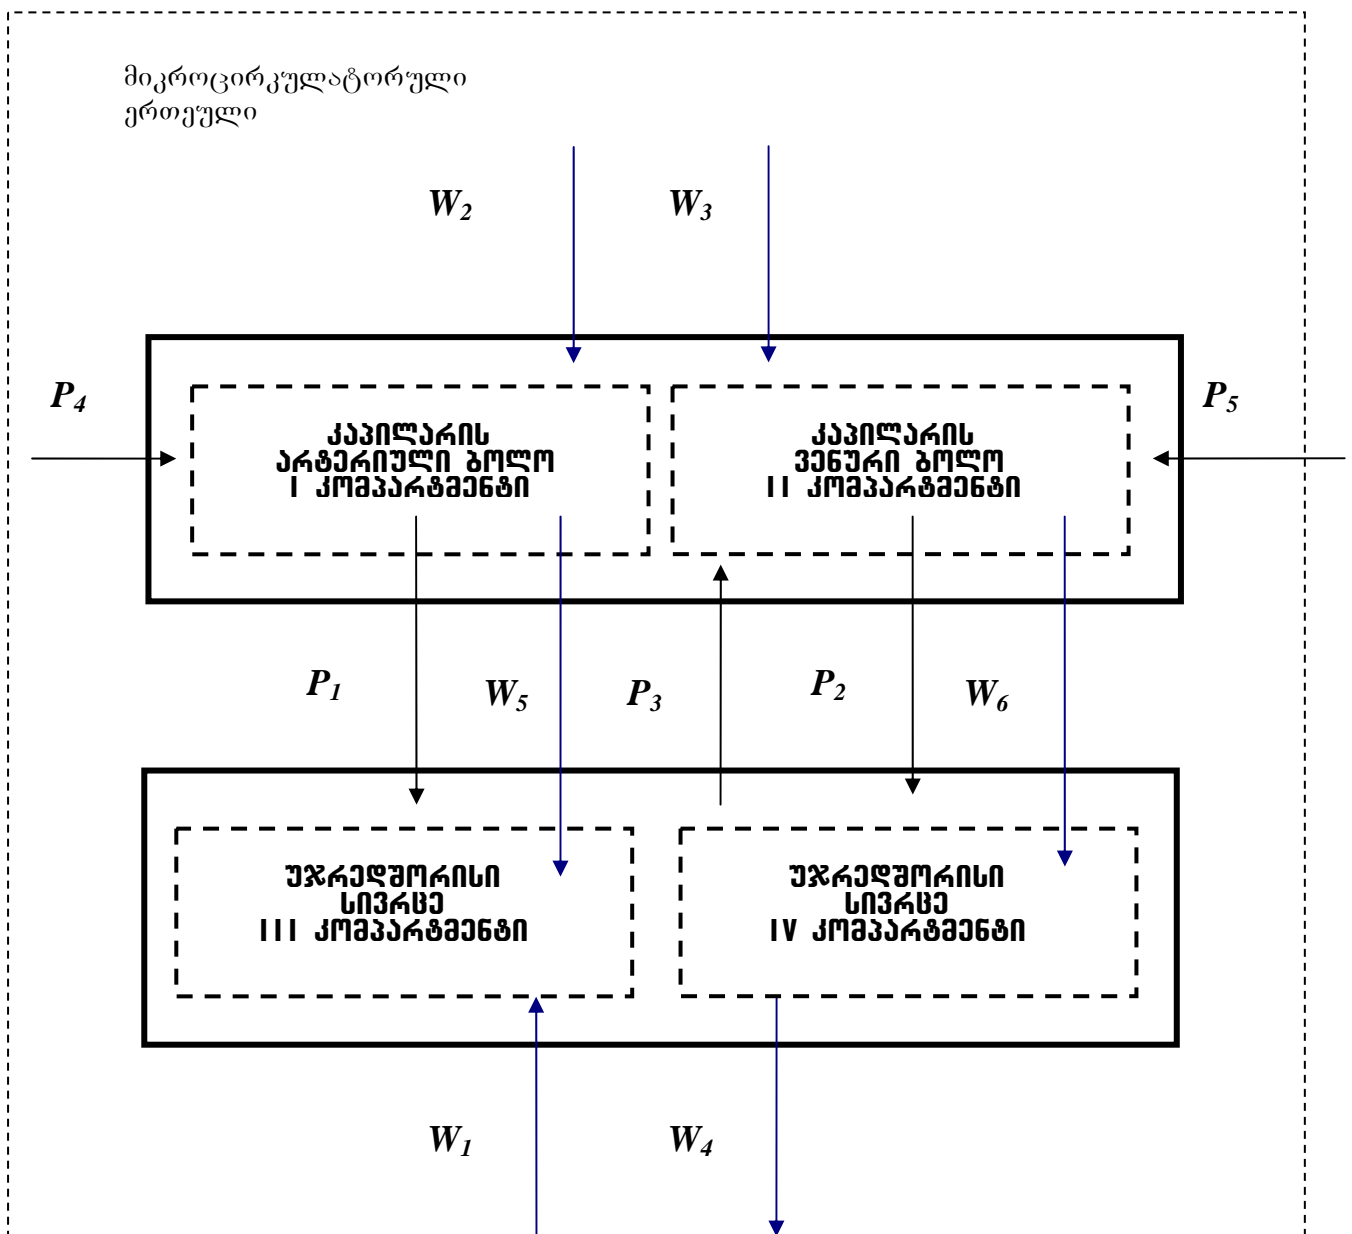 მიკროცირკულატორული
ერთეული
W2
W3
P4
P5
კაპილარის
არტერიული ბოლო
I კომპარტმენტი
კაპილარის
ვენური ბოლო
II კომპარტმენტი
P1
W5
P3
P2
W6
უჯრედშორისი
სივრცე
III კომპარტმენტი
უჯრედშორისი
სივრცე
IV კომპარტმენტი
W1
W4